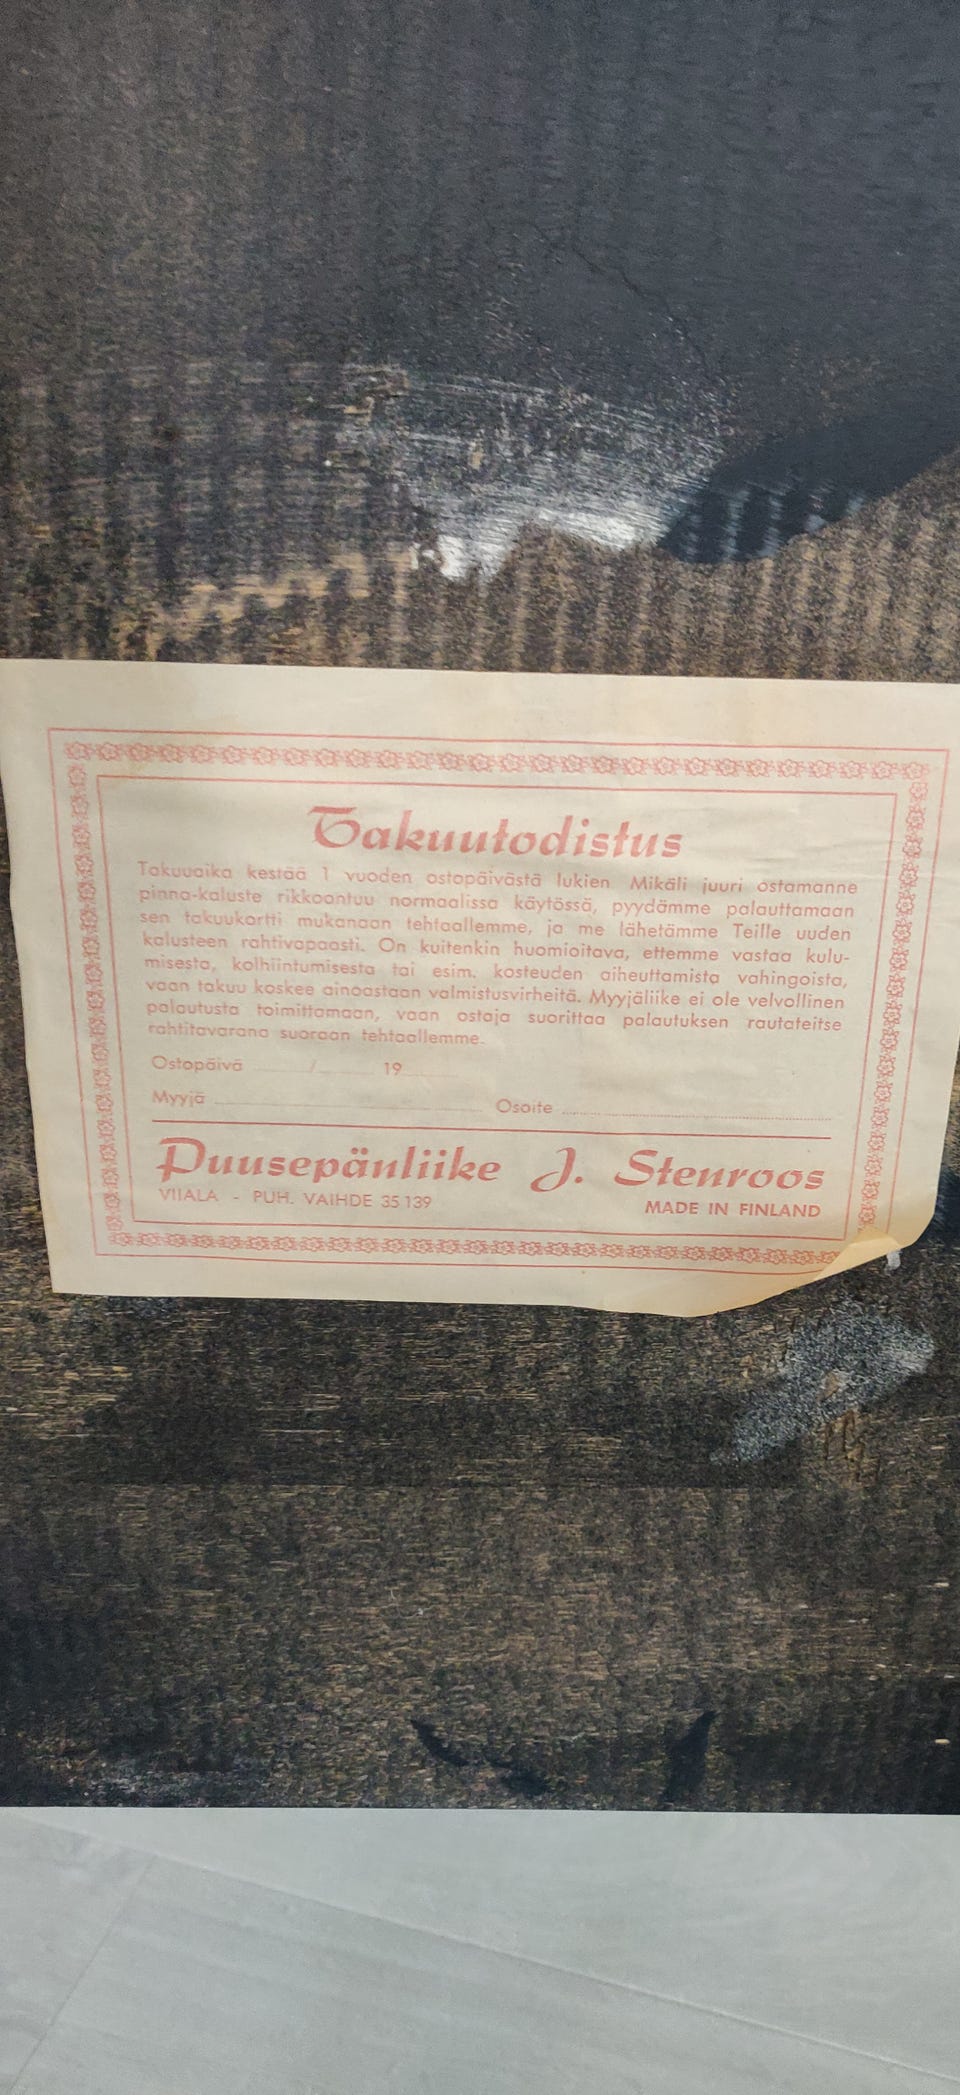 Takuutodistus
Takuuaika kestää 1 vuoden ostopäivästä lukien. Mikäli juuri ostamanne
pinna-kaluste rikkoontuu normaalissa käytössä, pyydämme palauttamaan
sen takuukortti mukanaan tehtaallemme, ja me lähetämme Teille uuden
kalusteen rahtivapaasti. On kuitenkin huomioitava, ettemme vastaa kulu-
misesta, kolhiintumisesta tai esim. kosteuden aiheuttamista vahingoista,
vaan takuu koskee ainoastaan valmistusvirheitä. Myyjäliike ei ole velvollinen
palautusta toimittamaan, vaan ostaja suorittaa palautuksen rautateitse
rahtitavarana suoraan tehtaallemme.
Ostopäivä / 19
Myyjä Osoite
Puusepänliike J. Stenroos
VIIALA - PUH. VAIHDE 35 139 MADE IN FINLAND